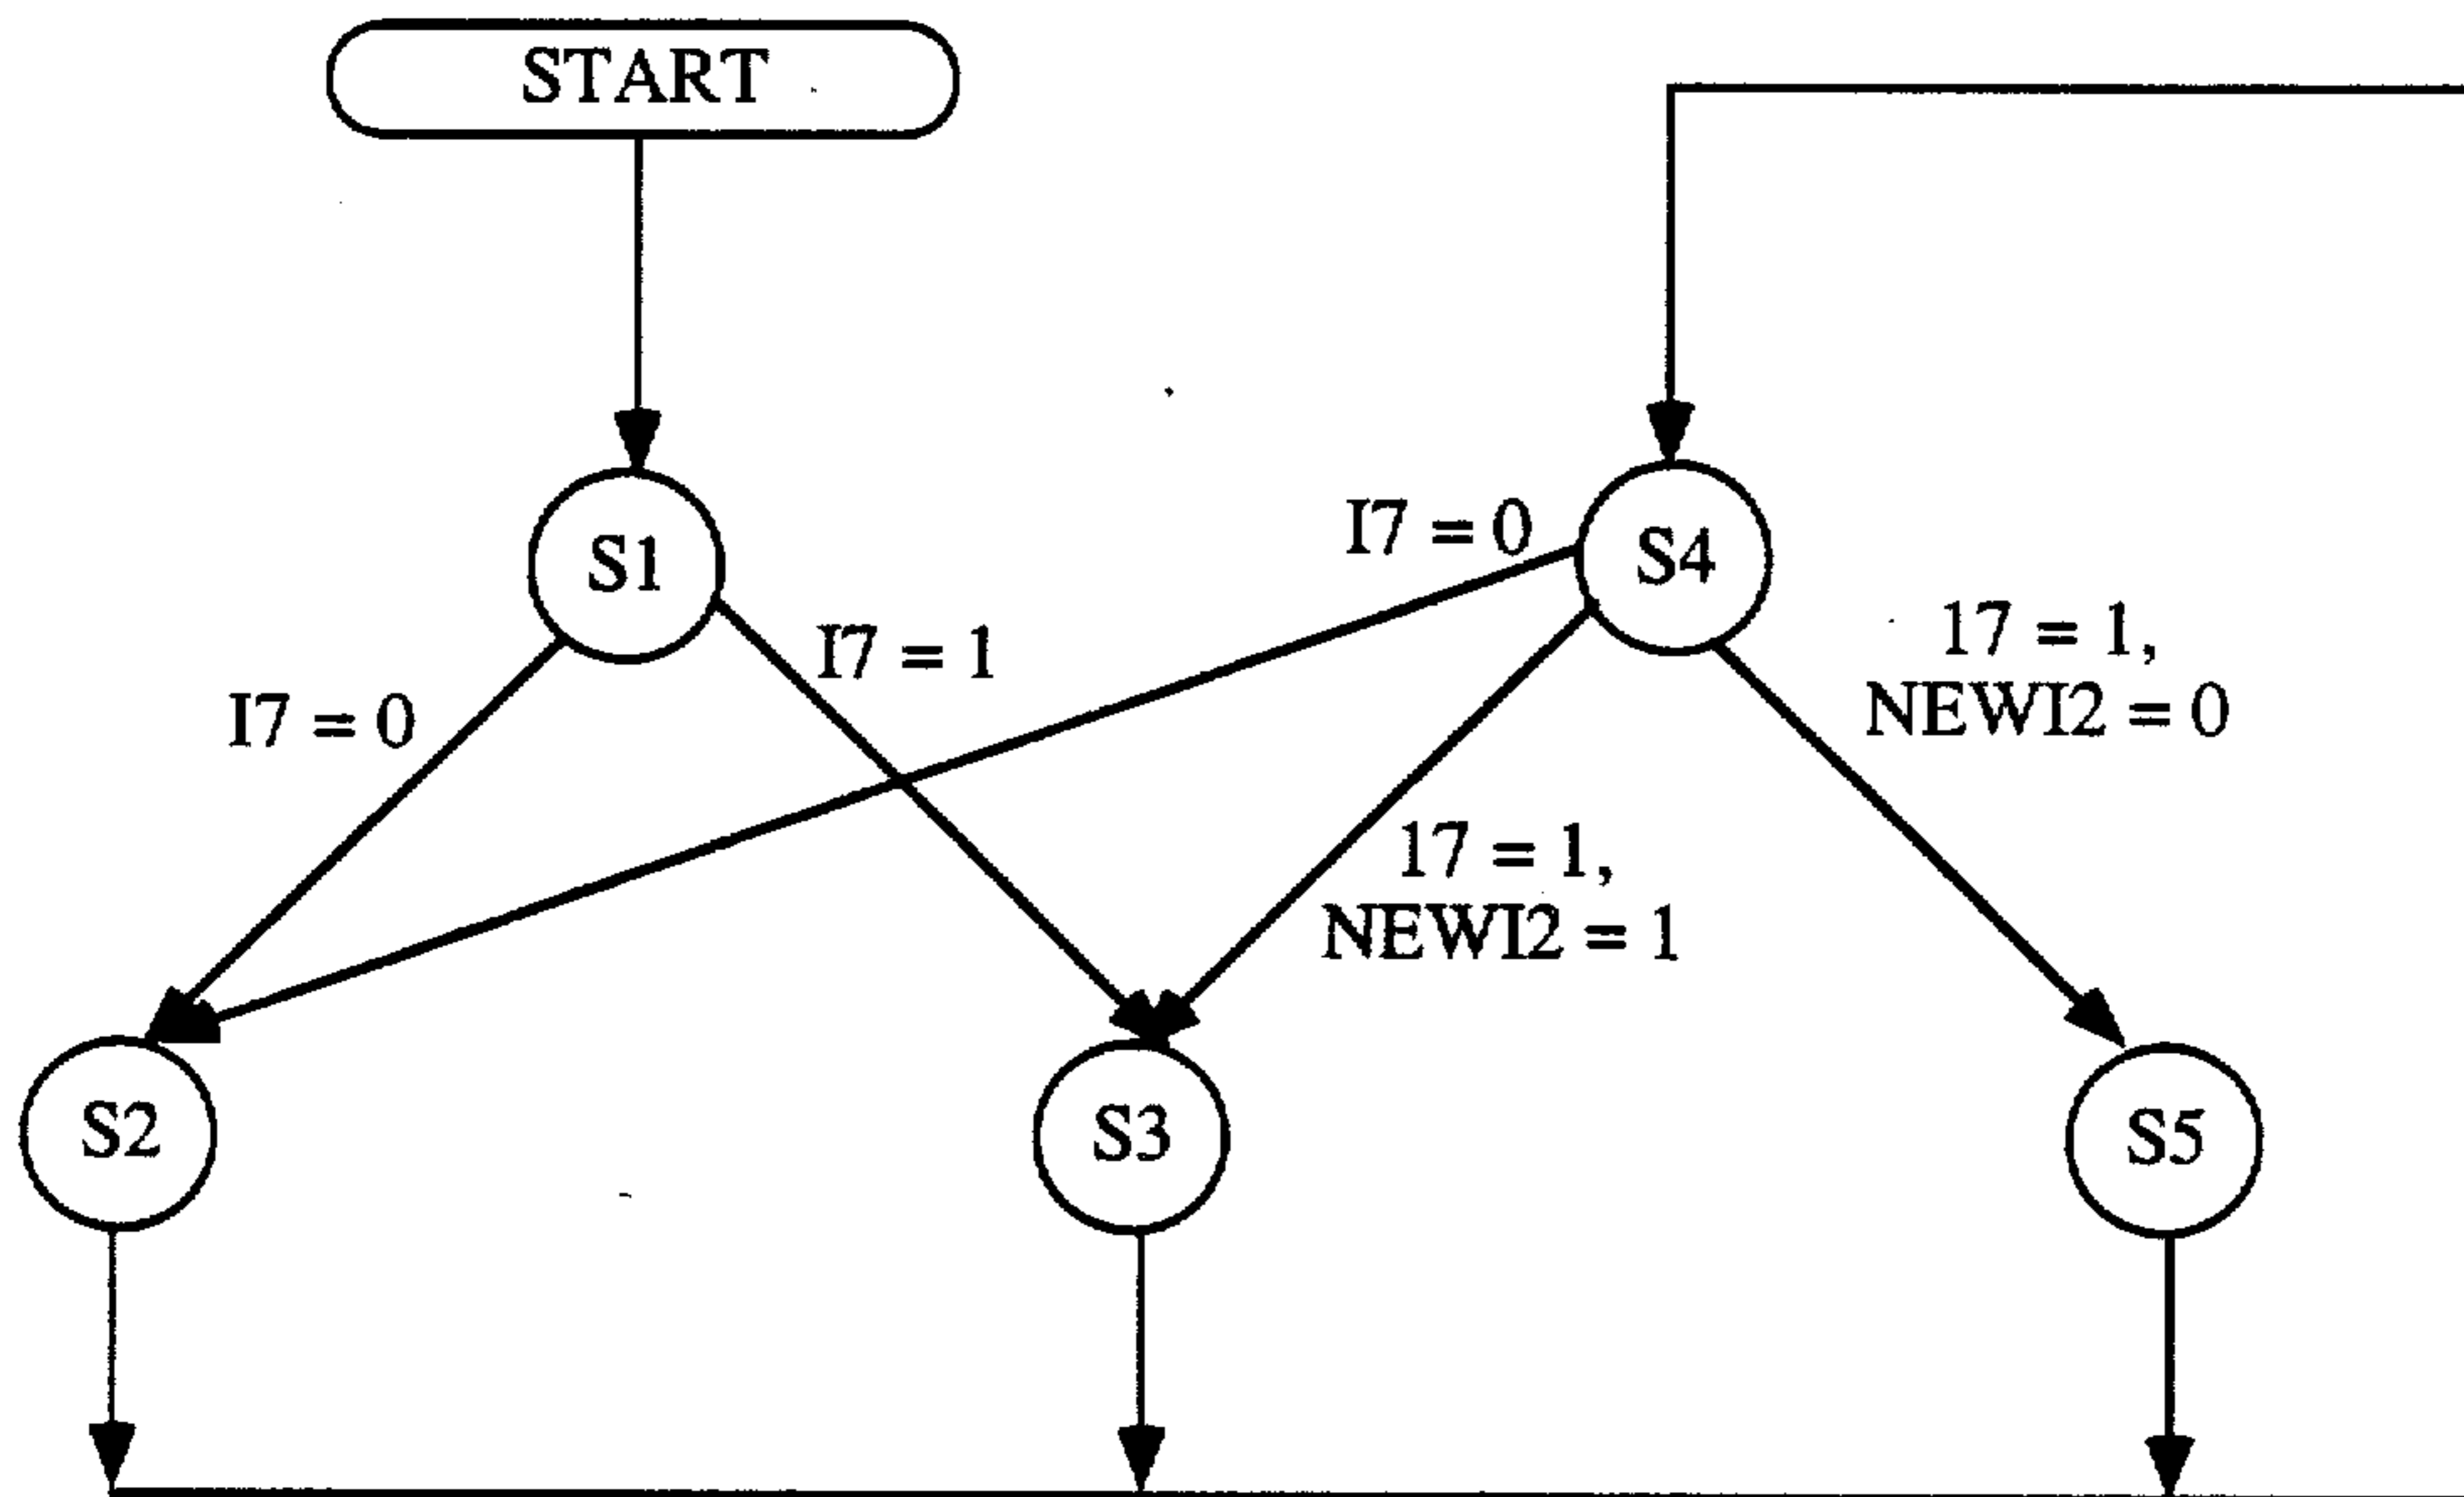 START
S1
S4
I7 = 0
I7 = 1
I7 = 0
17 = 1,
NEWI2 = 0
17 = 1,
NEWI2 = 1
S2
S3
S5